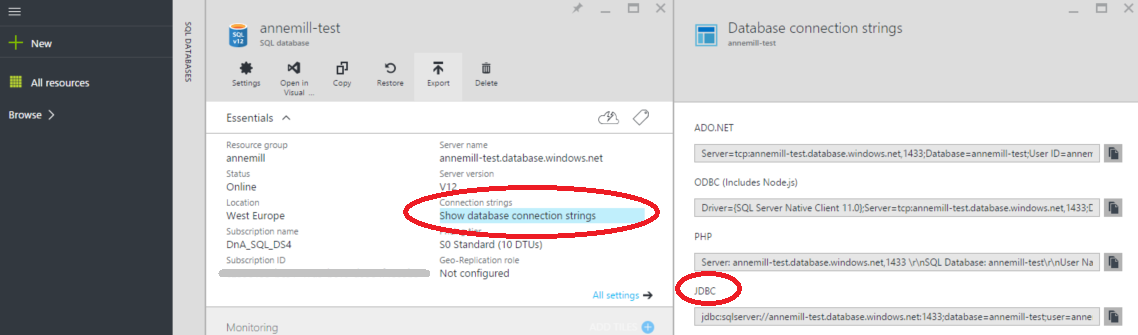 New
All resources
Browse
SQL DATABASES
SQL
v12
annemill-test
SQL database
Settings
Open in
Visual ...
Copy
Restore
Export
Delete
Essentials
Resource group
annemill
Status
Online
Location
West Europe
Subscription name
DnA_SQL_DS4
Subscription ID
Server name
annemill-test.database.windows.net
Server version
V12
Connection strings
Show database connection strings
S0 Standard (10 DTUs)
Geo-Replication role
Not configured
All settings
Monitoring
Database connection strings
annemill-test
ADO.NET
Server=tcp:annemill-test.database.windows.net,1433;Database=annemill-test;User ID=annem
ODBC (Includes Node.js)
Driver={SQL Server Native Client 11.0};Server=tcp:annemill-test.database.windows.net,1433;D
PHP
Server: annemill-test.database.windows.net,1433 \r\nSQL Database: annemill-test\r\nUser Na
JDBC
jdbc:sqlserver://annemill-test.database.windows.net:1433;database=annemill-test;user=anne